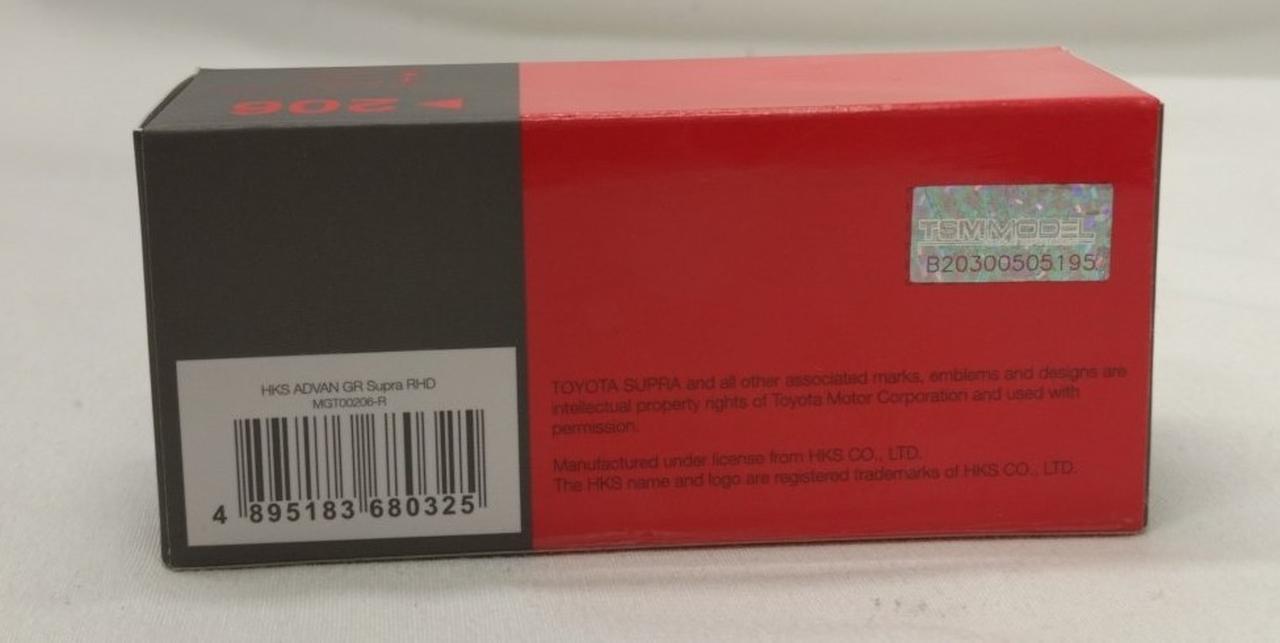 206
TSM MODEL
B20300505195
HKS ADVAN GR Supra RHD
MGT00206-R
4 895183 680325
TOYOTA SUPRA and all other associated marks, emblems and designs are
intellectual property rights of Toyota Motor Corporation and used with
permission.
Manufactured under license from HKS CO., LTD.
The HKS name and logo are registered trademarks of HKS CO., LTD.